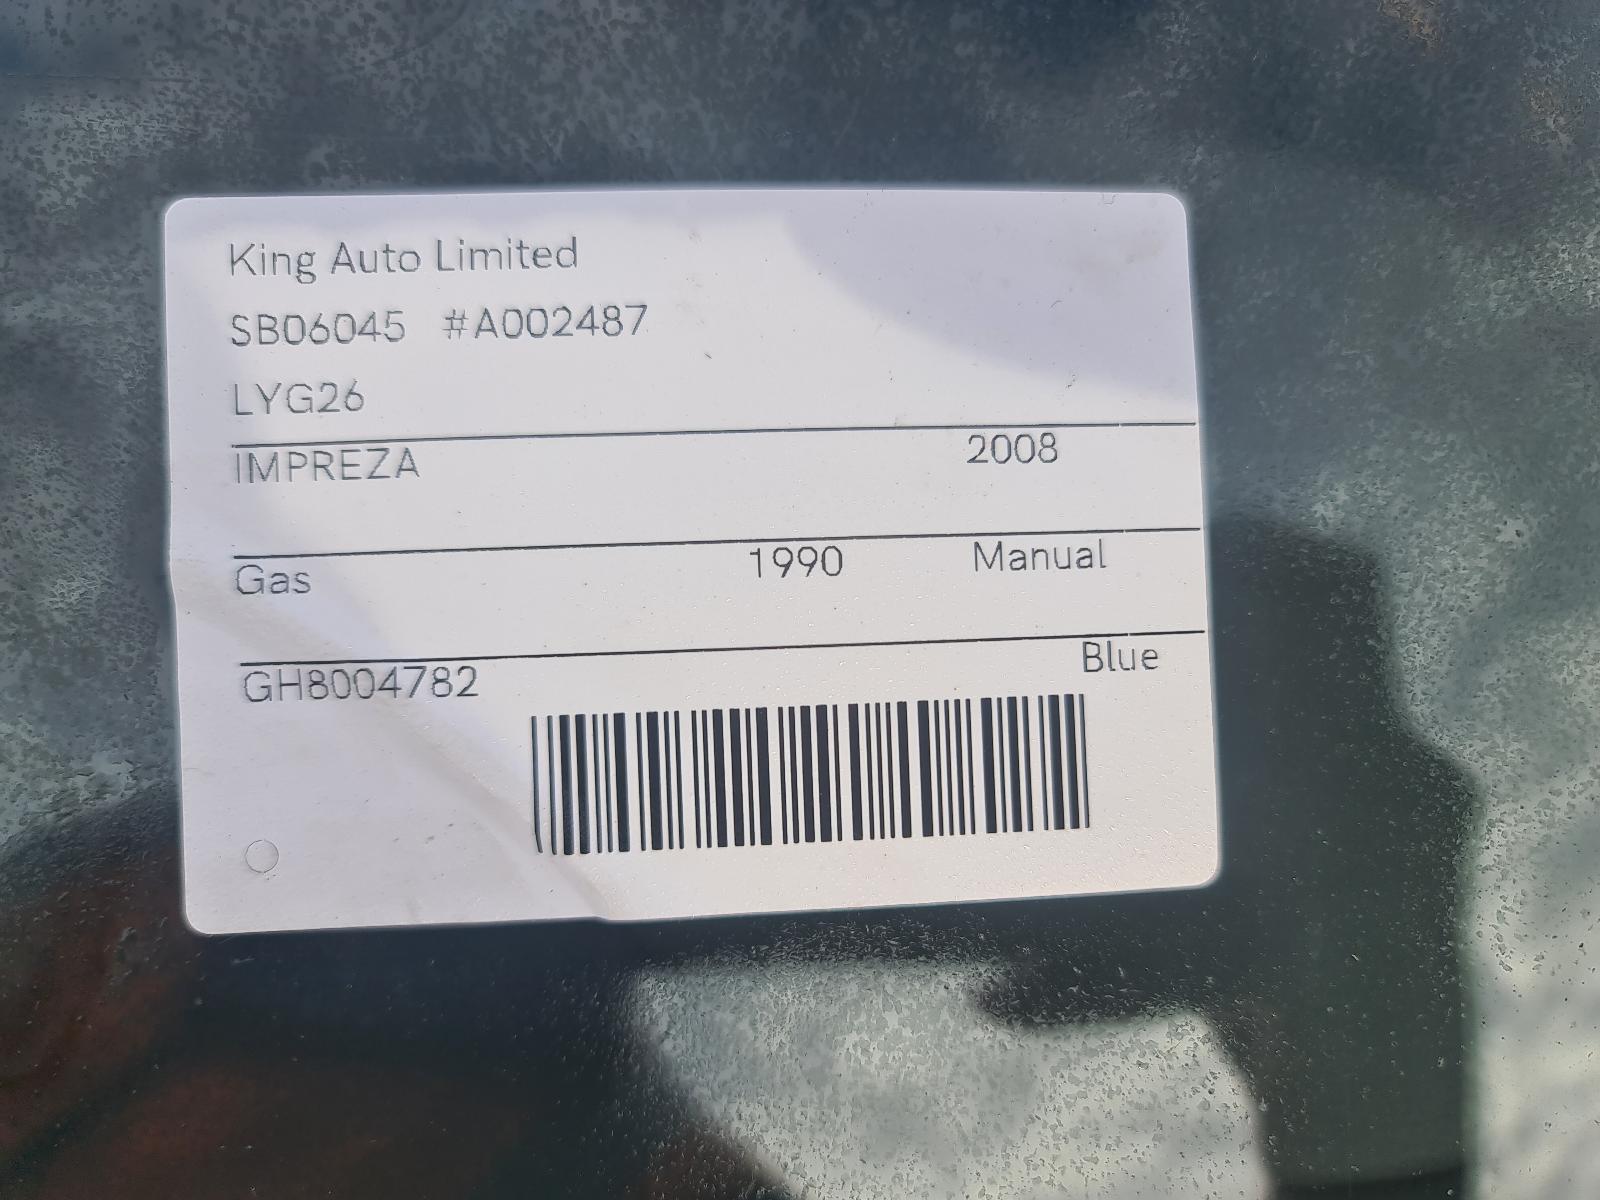 King Auto Limited
SB06045 #A002487
LYG26
IMPREZA 2008
Gas 1990 Manual
GH8004782 Blue